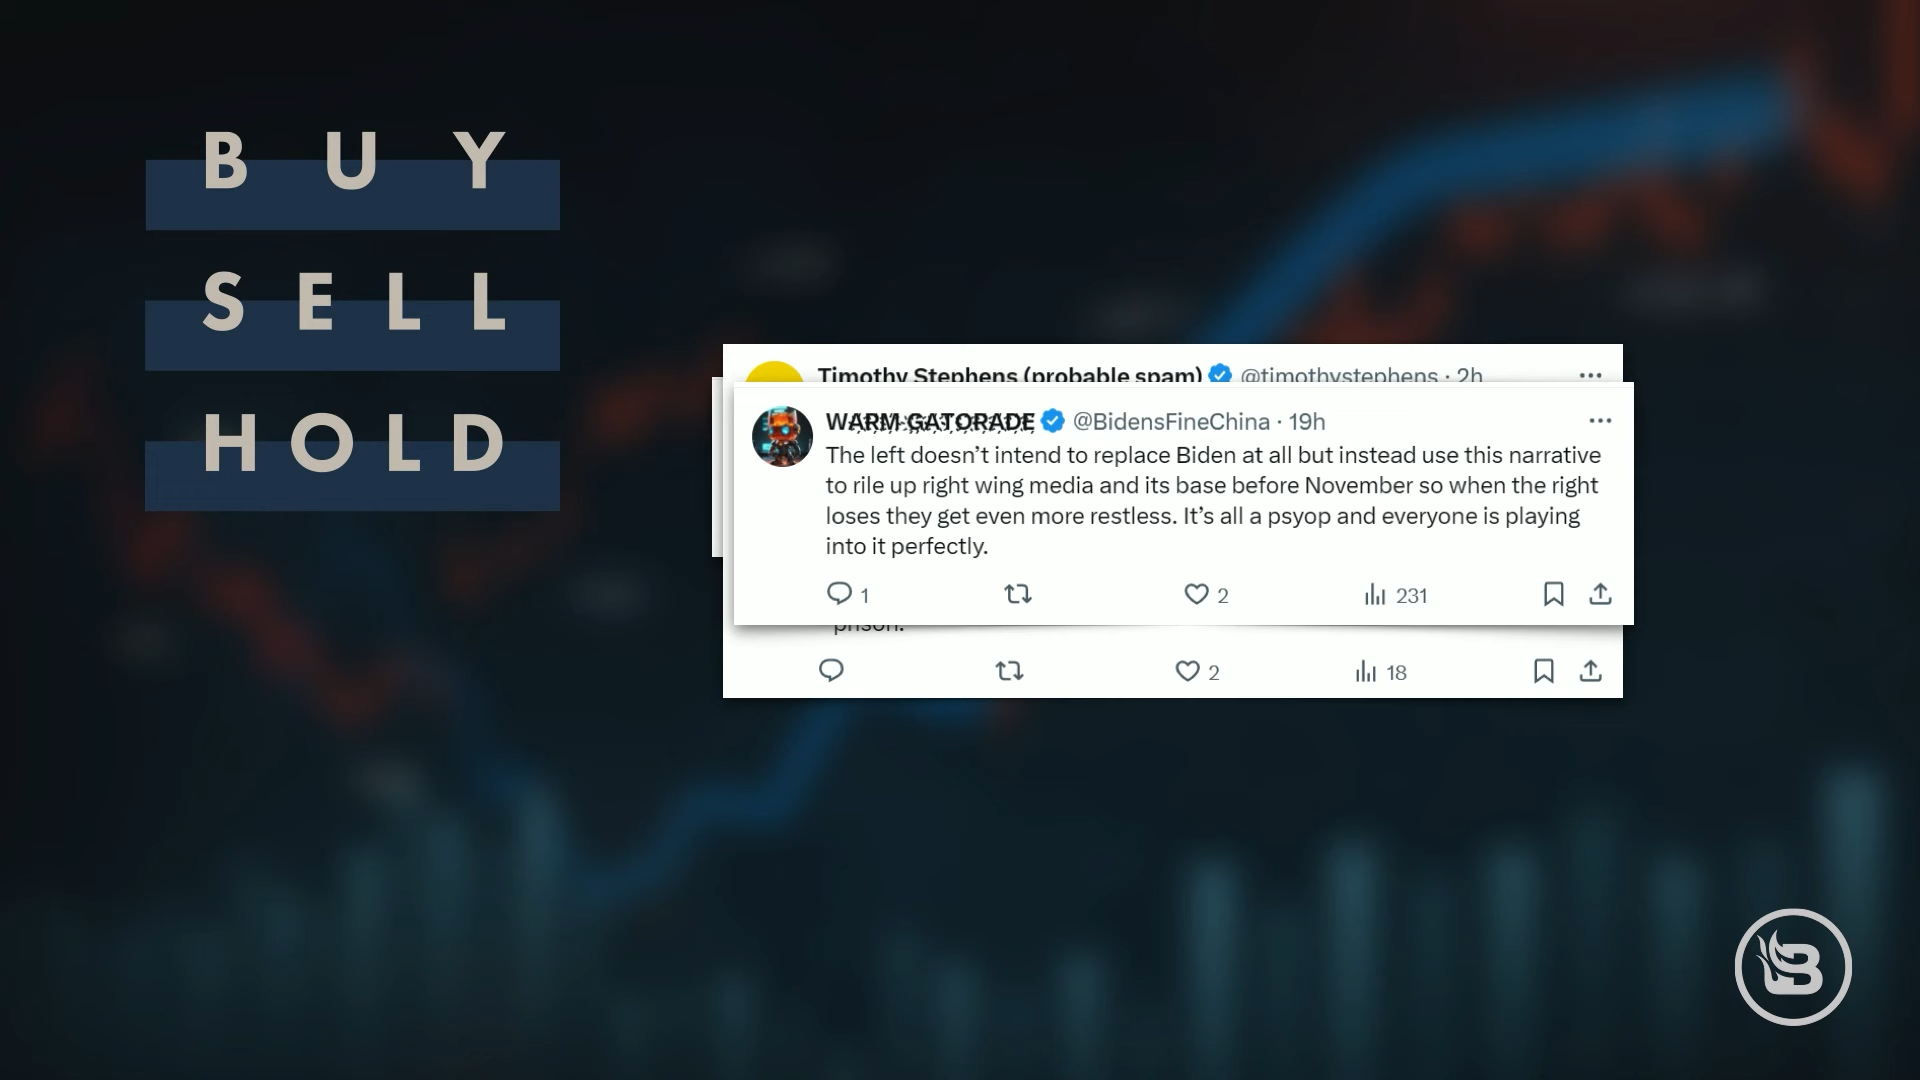 B U Y
S E L L
H O L D
Timothy Stephens (probable spam) @timothystephens · 2h
WARM GATORADE @BidensFineChina · 19h
The left doesn’t intend to replace Biden at all but instead use this narrative
to rile up right wing media and its base before November so when the right
loses they get even more restless. It’s all a psyop and everyone is playing
into it perfectly.
1 2 231
prison.
2 18
B